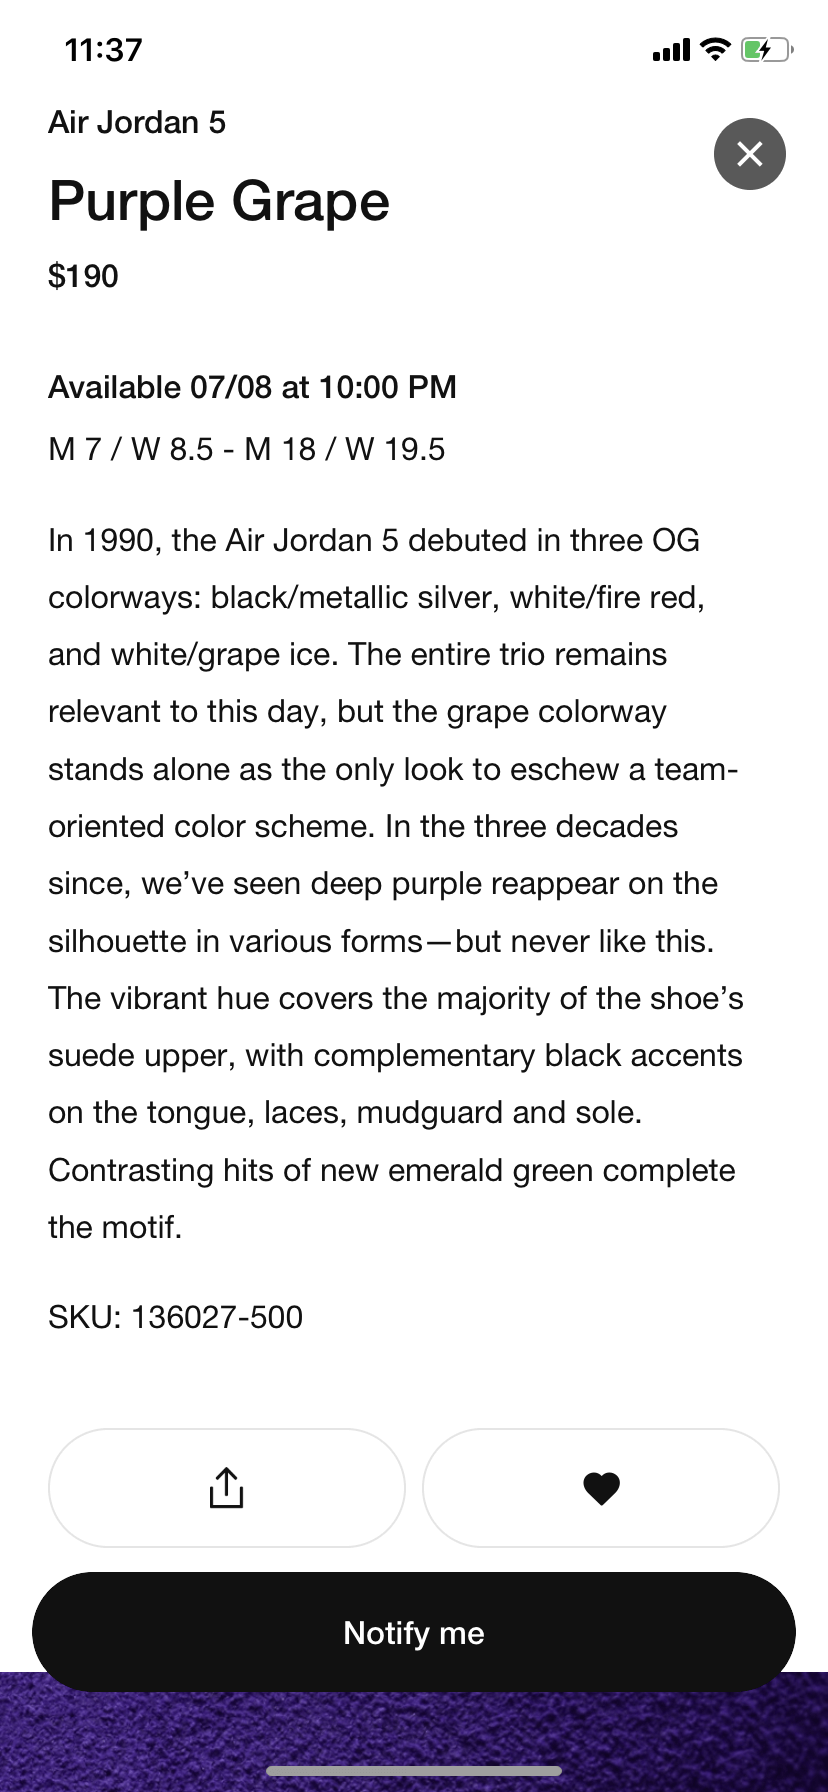 11:37
Air Jordan 5
Purple Grape
$190
Available 07/08 at 10:00 PM
M 7 / W 8.5 - M 18 / W 19.5
In 1990, the Air Jordan 5 debuted in three OG
colorways: black/metallic silver, white/fire red,
and white/grape ice. The entire trio remains
relevant to this day, but the grape colorway
stands alone as the only look to eschew a team-
oriented color scheme. In the three decades
since, we’ve seen deep purple reappear on the
silhouette in various forms—but never like this.
The vibrant hue covers the majority of the shoe’s
suede upper, with complementary black accents
on the tongue, laces, mudguard and sole.
Contrasting hits of new emerald green complete
the motif.
SKU: 136027-500
Notify me